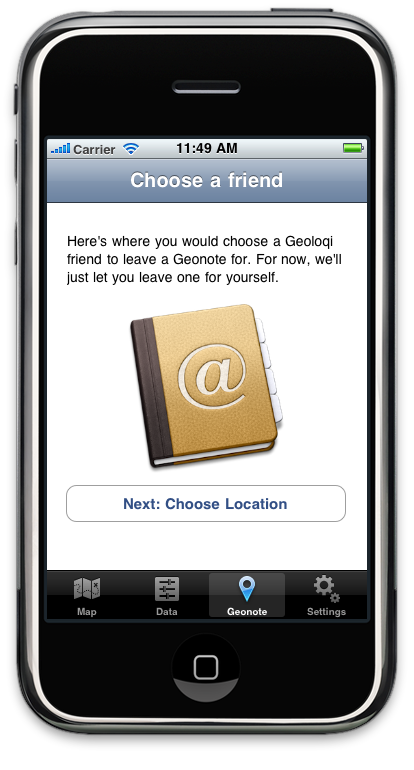 Carrier 11:49 AM
Choose a friend
Here's where you would choose a Geoloqi
friend to leave a Geonote for. For now, we'll
just let you leave one for yourself.
@
Next: Choose Location
Map Data Geonote Settings